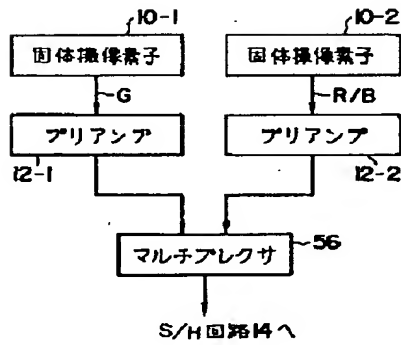 10-1 10-2
固体撮像素子 固体撮像素子
G R/B
プリアンプ プリアンプ
12-1 12-2
マルチプレクサ 56
S/H回路14へ